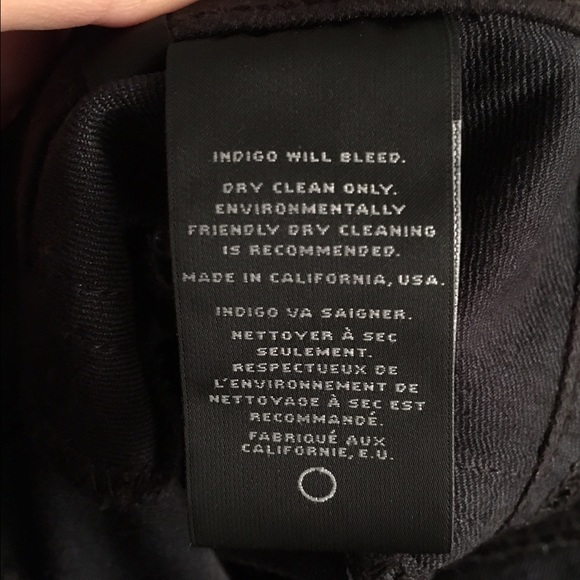 INDIGO WILL BLEED.
DRY CLEAN ONLY.
ENVIRONMENTALLY
FRIENDLY DRY CLEANING
IS RECOMMENDED.
MADE IN CALIFORNIA, USA.
INDIGO VA SAIGNER.
NETTOYER À SEC
SEULEMENT.
RESPECTUEUX DE
L'ENVIRONNEMENT DE
NETTOYAGE À SEC EST
RECOMMANDÉ.
FABRIQUÉ AUX
CALIFORNIE, E.U.